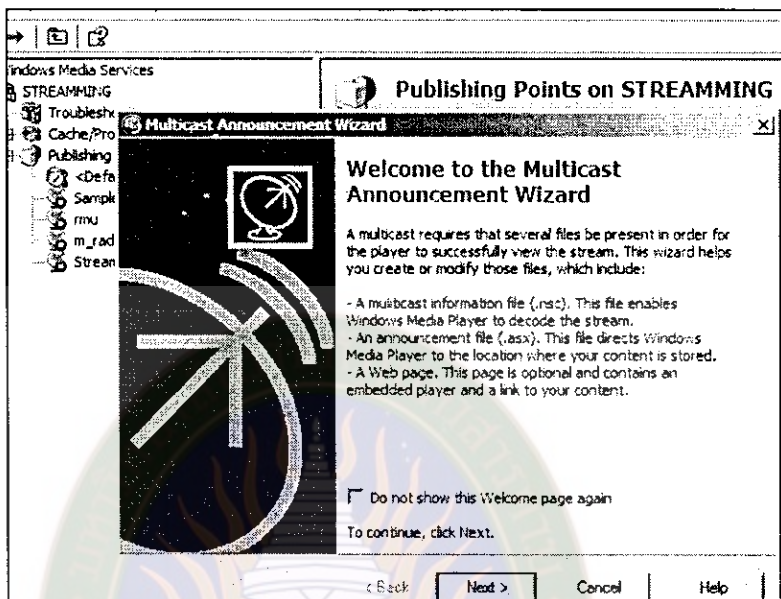 Windows Media Services
STREAMMING
Troublesh
Cache/Pro
Publishing
<Defa
Sample
rmu
m_rad
Stream
Publishing Points on STREAMMING
Multicast Announcement Wizard
Welcome to the Multicast
Announcement Wizard
A multicast requires that several files be present in order for
the player to successfully view the stream. This wizard helps
you create or modify those files, which include:
- A multicast information file (.nsc). This file enables
Windows Media Player to decode the stream.
- An announcement file (.asx). This file directs Windows
Media Player to the location where your content is stored.
- A Web page. This page is optional and contains an
embedded player and a link to your content.
Do not show this Welcome page again
To continue, click Next.
< Back
Next >
Cancel
Help